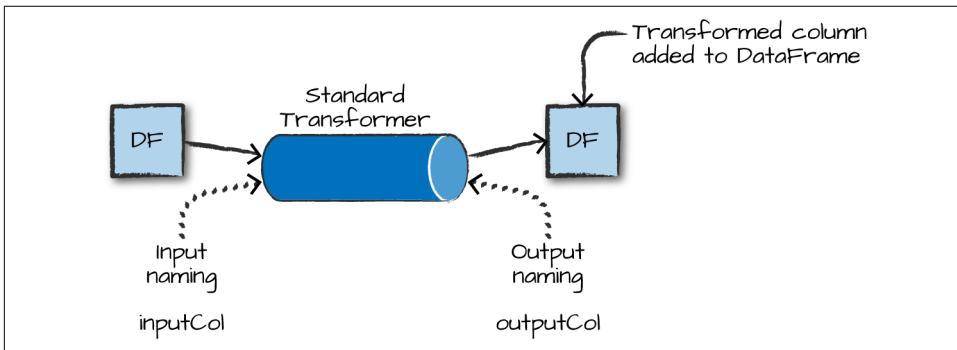 Transformed column
added to DataFrame
Standard
Transformer
DF
DF
Input
naming
inputCol
Output
naming
outputCol